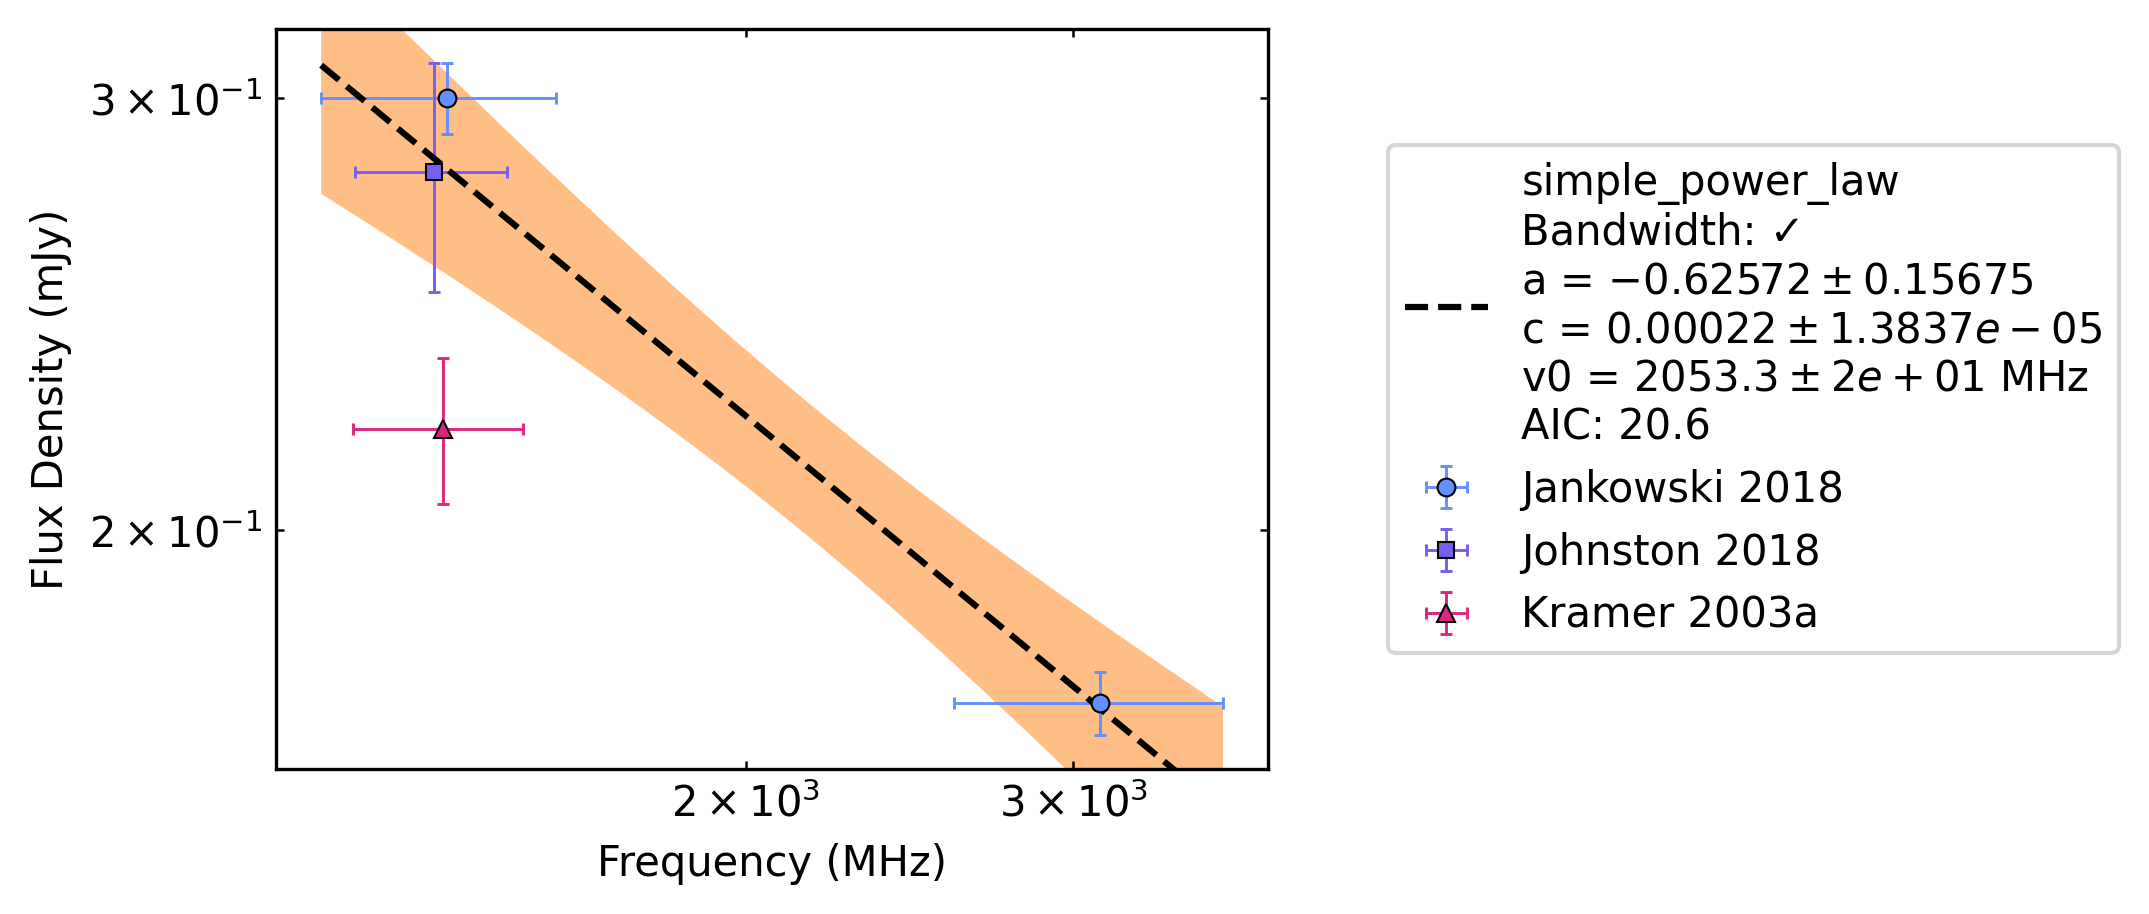 3 × 10⁻¹
2 × 10⁻¹
Flux Density (mJy)
2 × 10³
3 × 10³
Frequency (MHz)
simple_power_law
Bandwidth: ✓
a = −0.62572 ± 0.15675
c = 0.00022 ± 1.3837e − 05
v0 = 2053.3 ± 2e + 01 MHz
AIC: 20.6
Jankowski 2018
Johnston 2018
Kramer 2003a